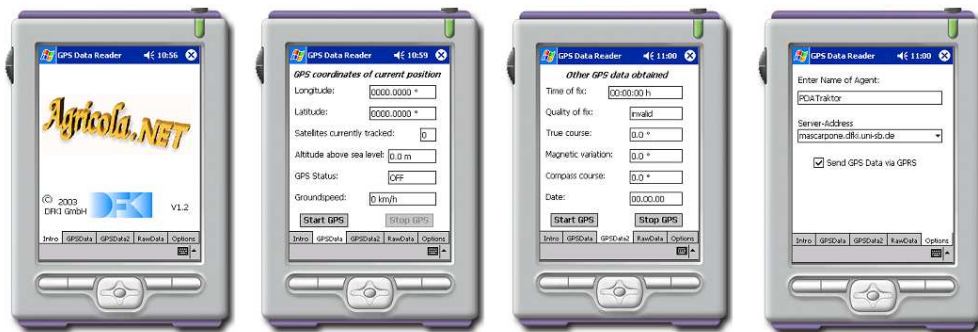 GPS Data Reader 10:56
Agricola.NET
© 2003
DFKI GmbH
DFKI
V1.2
Intro GPSData GPSData2 RawData Options
GPS Data Reader 10:59
GPS coordinates of current position
Longitude: 0000.0000 °
Latitude: 0000.0000 °
Satellites currently tracked: 0
Altitude above sea level: 0.0 m
GPS Status: OFF
Groundspeed: 0 km/h
Start GPS Stop GPS
Intro GPSData GPSData2 RawData Options
GPS Data Reader 11:00
Other GPS data obtained
Time of fix: 00:00:00 h
Quality of fix: invalid
True course: 0.0 °
Magnetic variation: 0.0 °
Compass course: 0.0 °
Date: 00.00.00
Start GPS Stop GPS
Intro GPSData GPSData2 RawData Options
GPS Data Reader 11:00
Enter Name of Agent:
PDATraktor
Server-Address
mascarpone.dfki.uni-sb.de
Send GPS Data via GPRS
Intro GPSData GPSData2 RawData Options